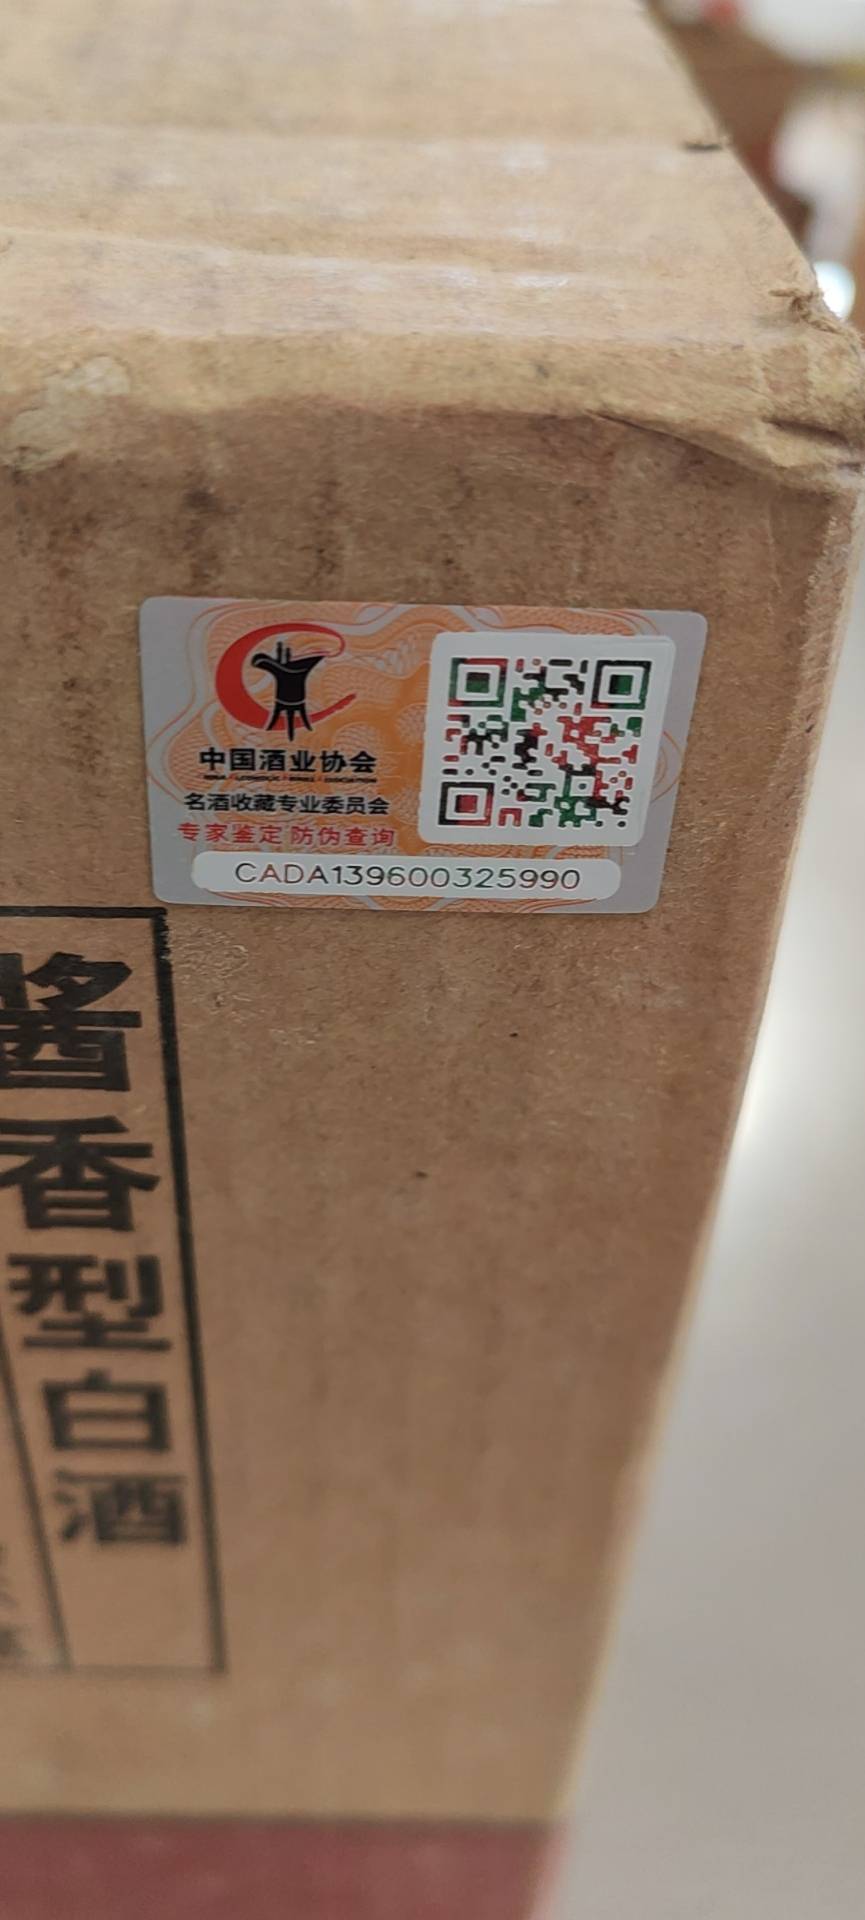 中国酒业协会
名酒收藏专业委员会
专家鉴定 防伪查询
CADA139600325990
酱香型白酒